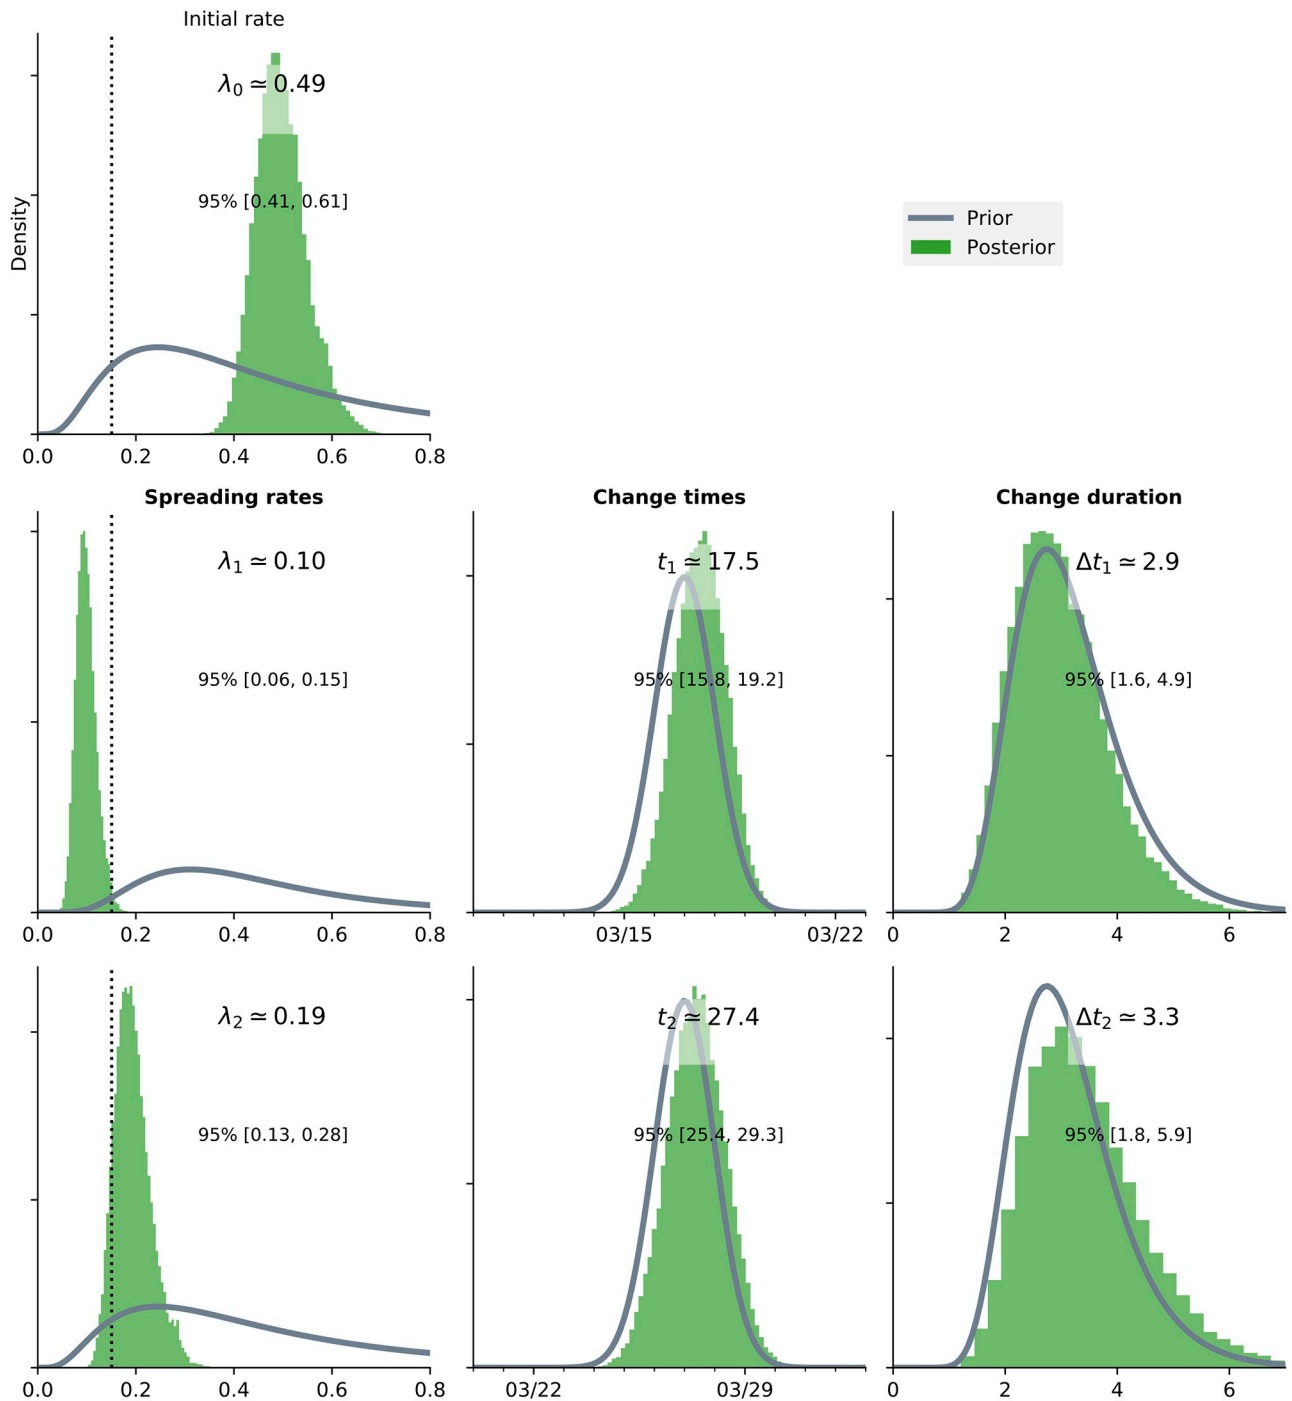 Initial rate
λ0 ≃ 0.49
95% [0.41, 0.61]
Density
0.0 0.2 0.4 0.6 0.8
Prior
Posterior
Spreading rates
λ1 ≃ 0.10
95% [0.06, 0.15]
0.0 0.2 0.4 0.6 0.8
Change times
t1 ≃ 17.5
95% [15.8, 19.2]
03/15 03/22
Change duration
Δt1 ≃ 2.9
95% [1.6, 4.9]
0 2 4 6
λ2 ≃ 0.19
95% [0.13, 0.28]
0.0 0.2 0.4 0.6 0.8
t2 ≃ 27.4
95% [25.4, 29.3]
03/22 03/29
Δt2 ≃ 3.3
95% [1.8, 5.9]
0 2 4 6